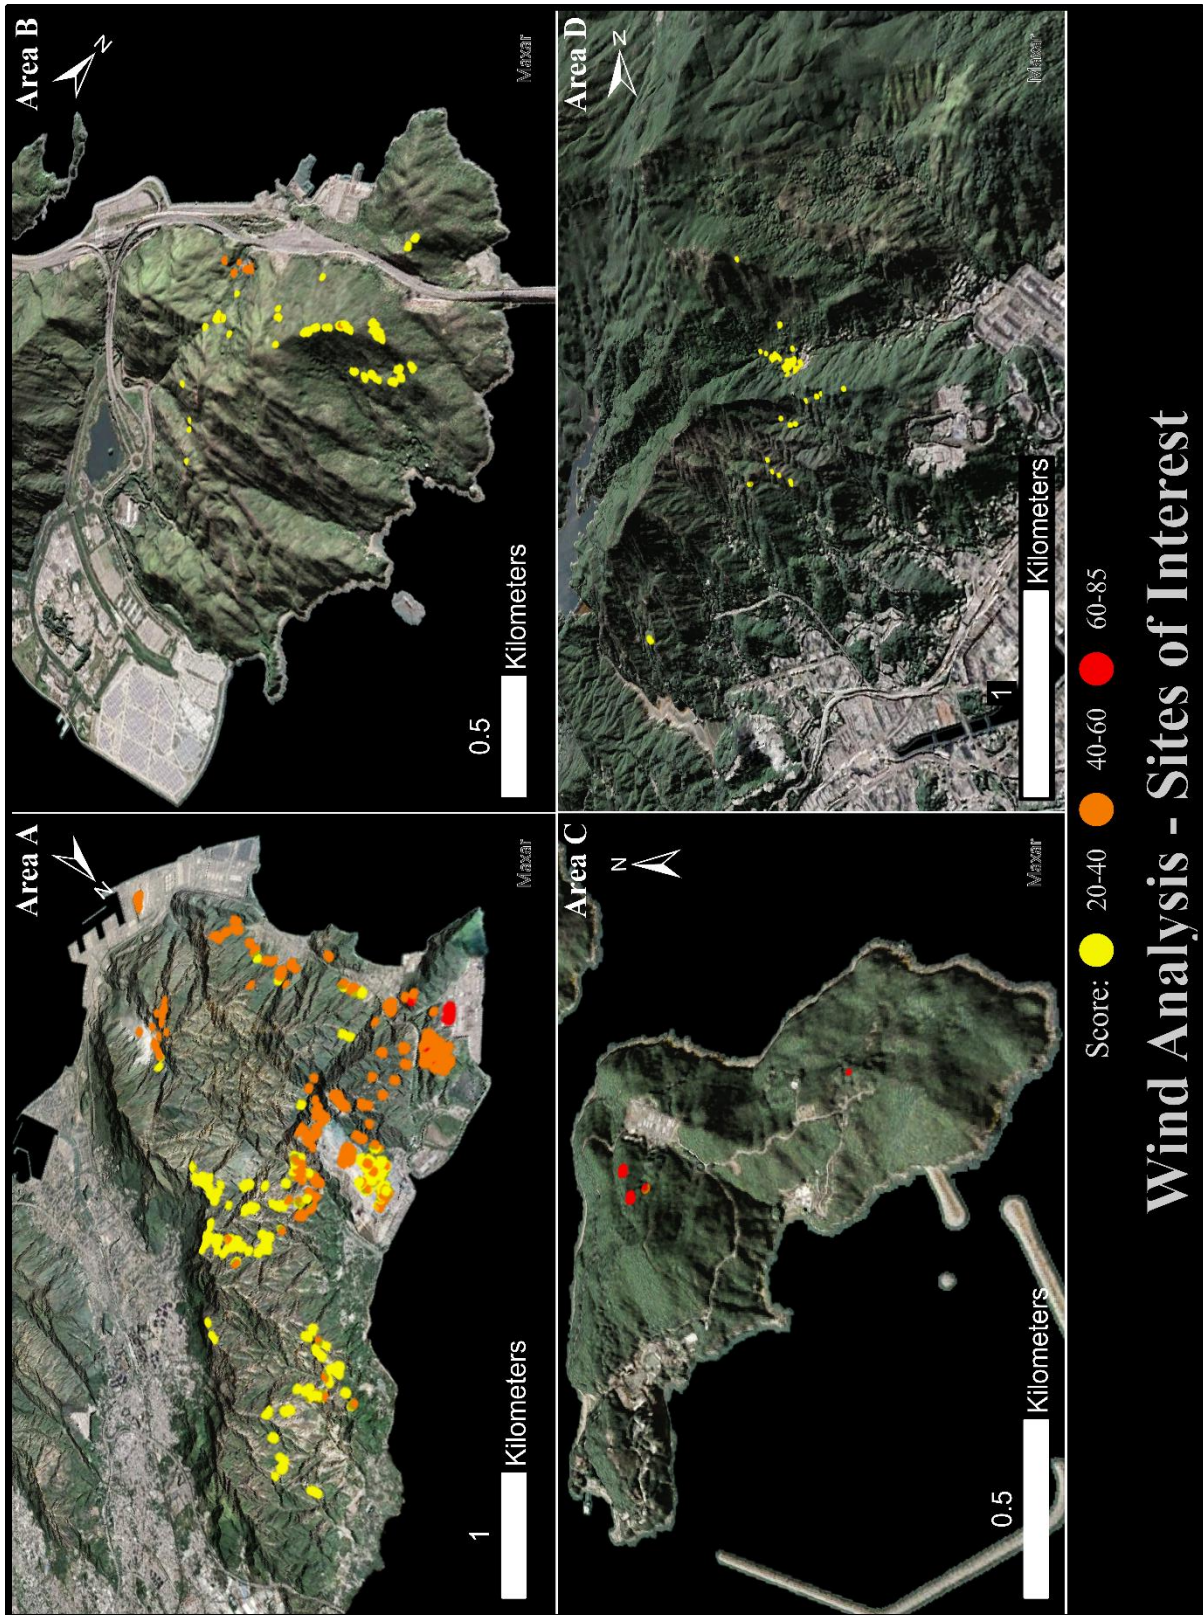 Area A
N
1
Kilometers
Maxar
Area B
N
0.5
Kilometers
Maxar
Area C
N
0.5
Kilometers
Maxar
Area D
N
1
Kilometers
Maxar
Score: 20-40 40-60 60-85
Wind Analysis - Sites of Interest